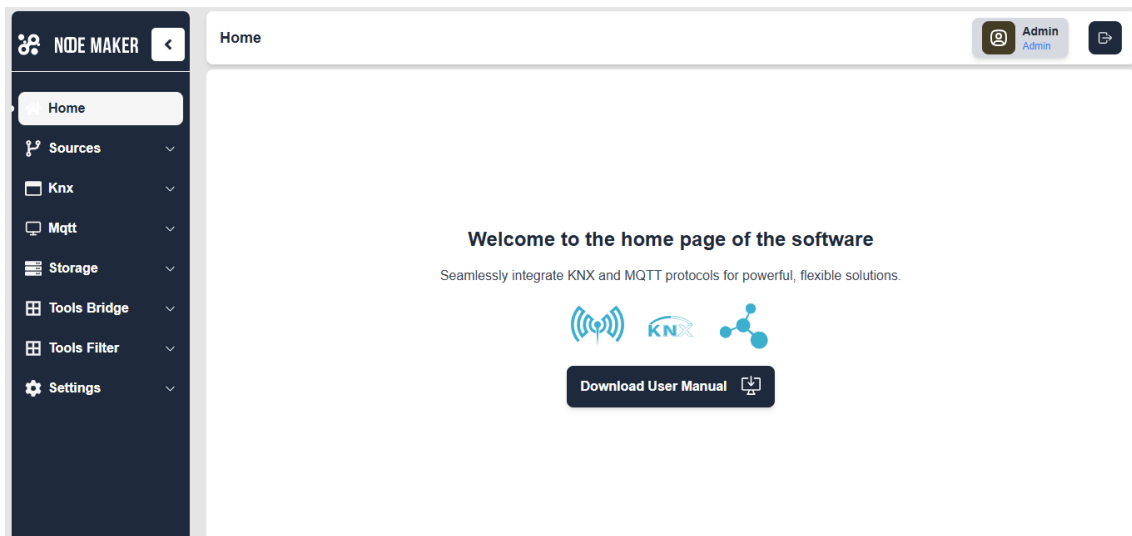 NODE MAKER
Home
Admin
Admin
Home
Sources
Knx
Mqtt
Storage
Tools Bridge
Tools Filter
Settings
Welcome to the home page of the software
Seamlessly integrate KNX and MQTT protocols for powerful, flexible solutions.
KNX
Download User Manual